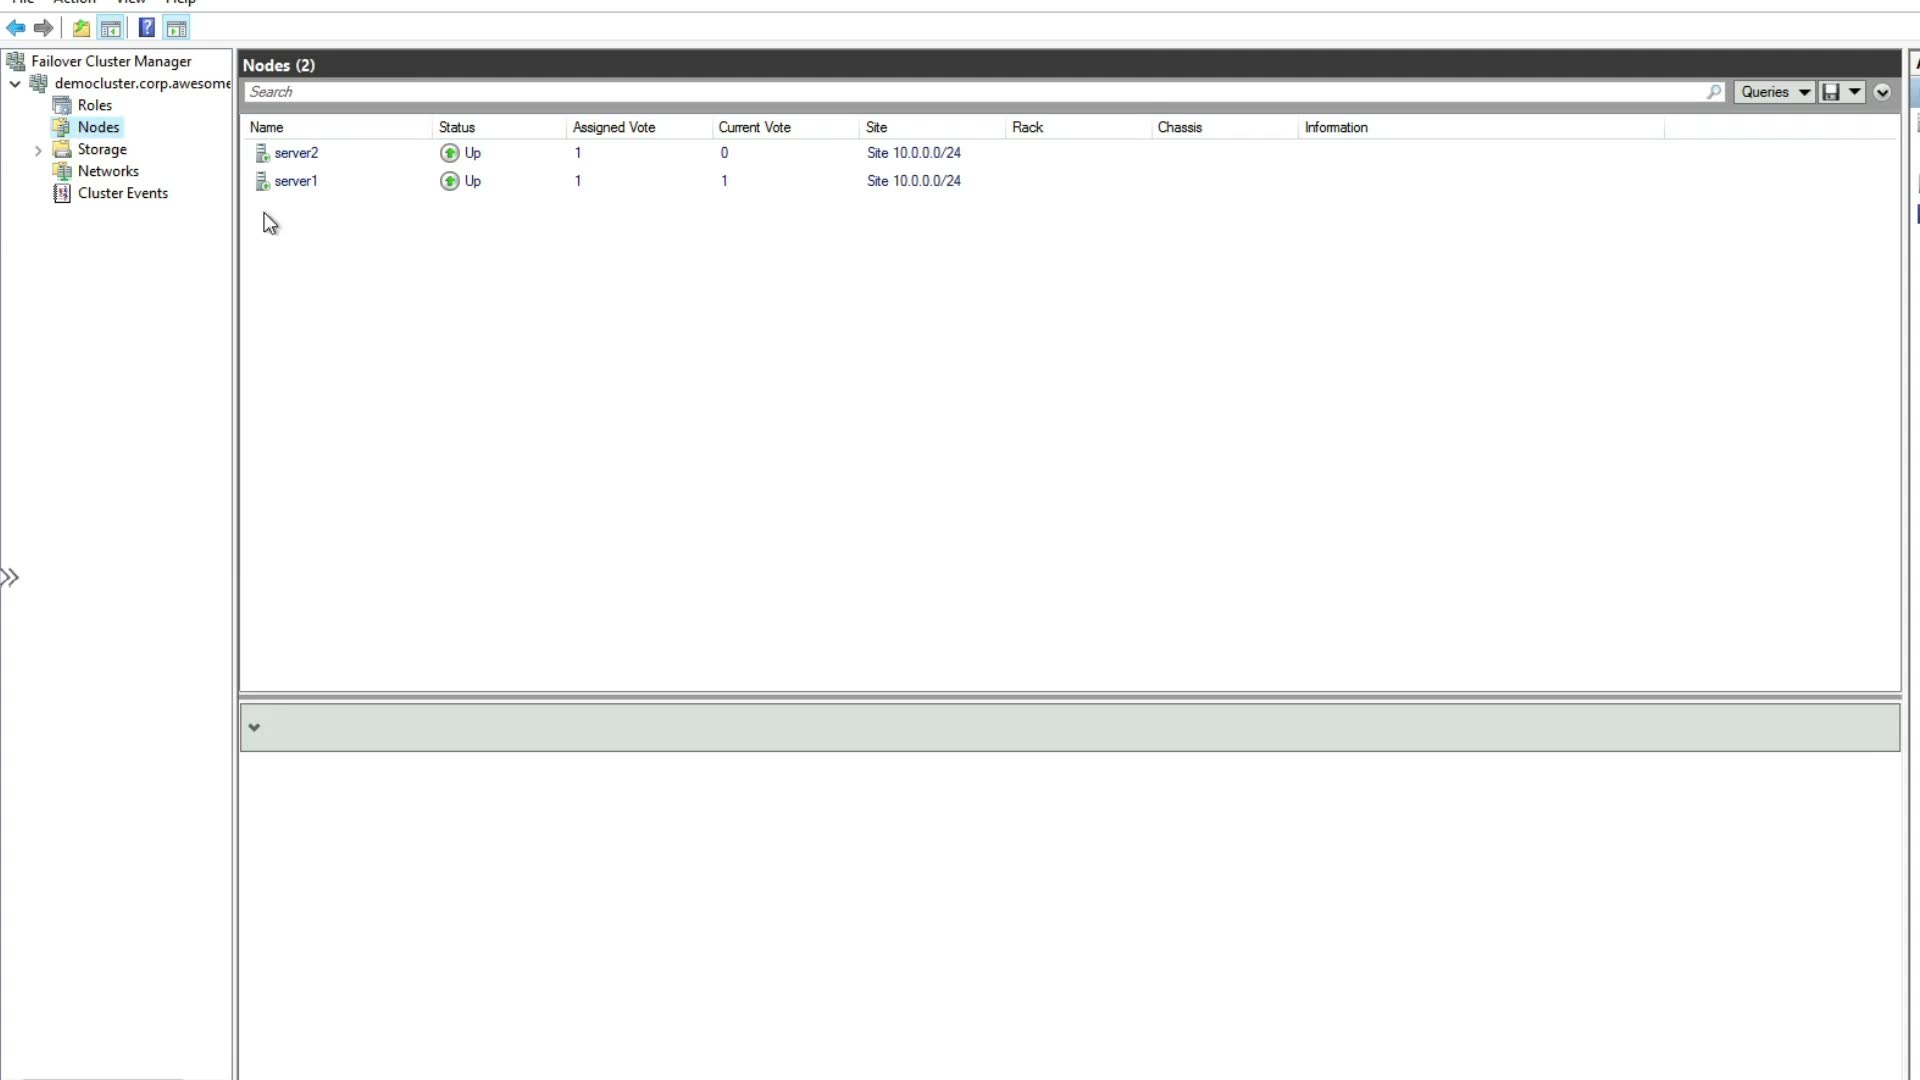 File Action View Help
Failover Cluster Manager
democluster.corp.awesome
Roles
Nodes
Storage
Networks
Cluster Events
Nodes (2)
Search
Queries
Name Status Assigned Vote Current Vote Site Rack Chassis Information
server2 Up 1 0 Site 10.0.0.0/24
server1 Up 1 1 Site 10.0.0.0/24